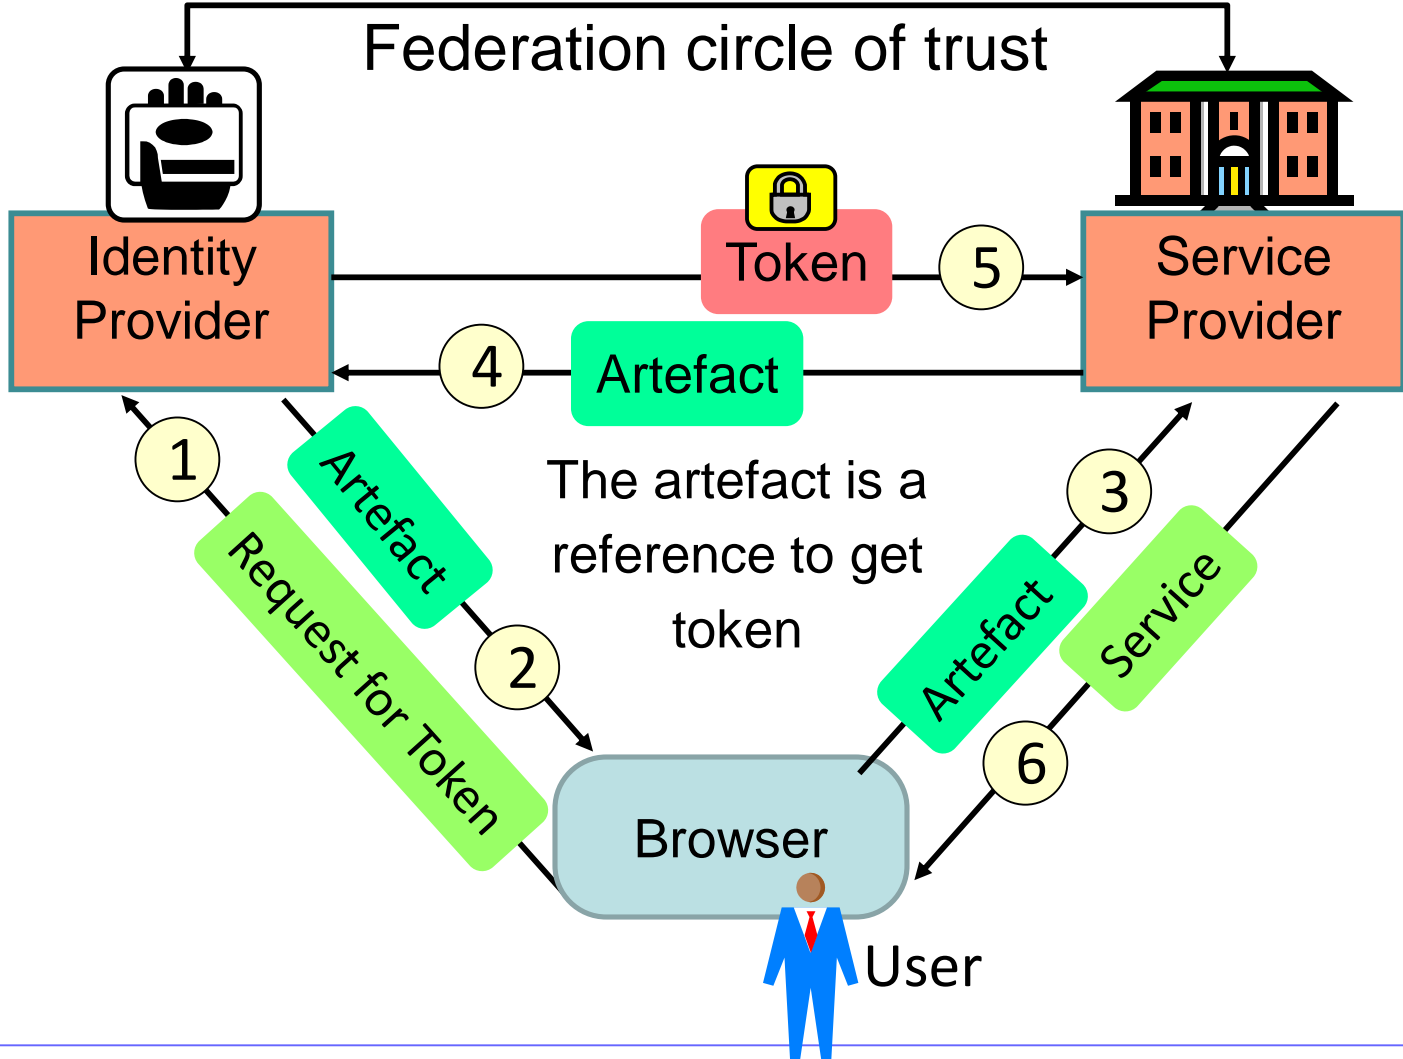 Federation circle of trust
Identity
Provider
Token
5
Service
Provider
4
Artefact
1
Artefact
The artefact is a
reference to get
token
3
Request for Token
2
Artefact
Service
6
Browser
User